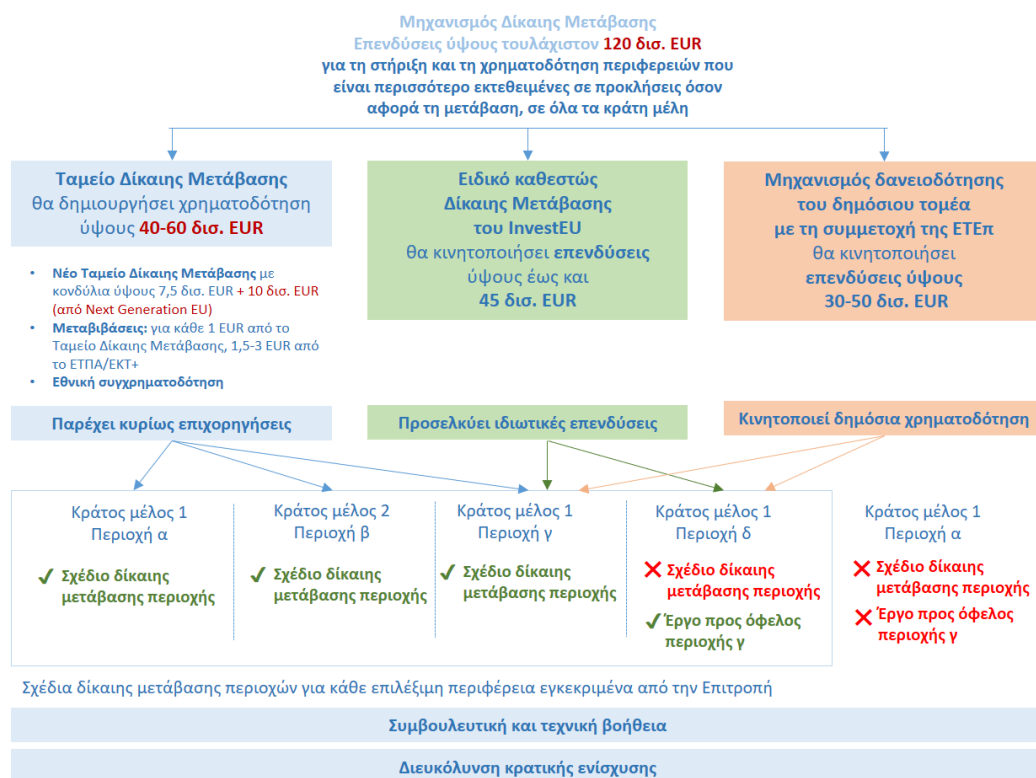 Μηχανισμός Δίκαιης Μετάβασης
Επενδύσεις ύψους τουλάχιστον 120 δισ. EUR
για τη στήριξη και τη χρηματοδότηση περιφερειών που
είναι περισσότερο εκτεθειμένες σε προκλήσεις όσον
αφορά τη μετάβαση, σε όλα τα κράτη μέλη
Ταμείο Δίκαιης Μετάβασης
θα δημιουργήσει χρηματοδότηση
ύψους 40-60 δισ. EUR
• Νέο Ταμείο Δίκαιης Μετάβασης με
κονδύλια ύψους 7,5 δισ. EUR + 10 δισ. EUR
(από Next Generation EU)
• Μεταβιβάσεις: για κάθε 1 EUR από το
Ταμείο Δίκαιης Μετάβασης, 1,5-3 EUR από
το ΕΤΠΑ/ΕΚΤ+
• Εθνική συγχρηματοδότηση
Ειδικό καθεστώς
Δίκαιης Μετάβασης
του InvestEU
θα κινητοποιήσει επενδύσεις
ύψους έως και
45 δισ. EUR
Μηχανισμός δανειοδότησης
του δημόσιου τομέα
με τη συμμετοχή της ΕΤΕπ
θα κινητοποιήσει
επενδύσεις ύψους
30-50 δισ. EUR
Παρέχει κυρίως επιχορηγήσεις
Προσελκύει ιδιωτικές επενδύσεις
Κινητοποιεί δημόσια χρηματοδότηση
Κράτος μέλος 1
Περιοχή α
Σχέδιο δίκαιης
μετάβασης περιοχής
Κράτος μέλος 2
Περιοχή β
Σχέδιο δίκαιης
μετάβασης περιοχής
Κράτος μέλος 1
Περιοχή γ
Σχέδιο δίκαιης
μετάβασης περιοχής
Κράτος μέλος 1
Περιοχή δ
Σχέδιο δίκαιης
μετάβασης περιοχής
Έργο προς όφελος
περιοχής γ
Κράτος μέλος 1
Περιοχή α
Σχέδιο δίκαιης
μετάβασης περιοχής
Έργο προς όφελος
περιοχής γ
Σχέδια δίκαιης μετάβασης περιοχών για κάθε επιλέξιμη περιφέρεια εγκεκριμένα από την Επιτροπή
Συμβουλευτική και τεχνική βοήθεια
Διευκόλυνση κρατικής ενίσχυσης